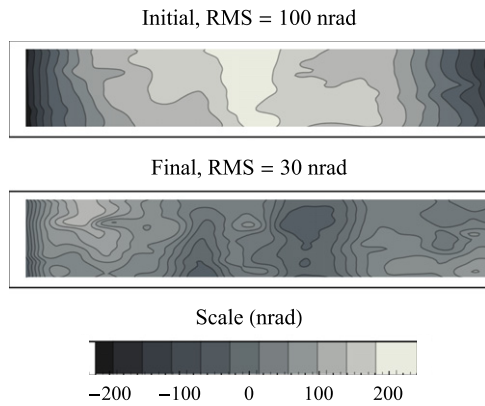 Initial, RMS = 100 nrad
Final, RMS = 30 nrad
Scale (nrad)
−200 −100 0 100 200